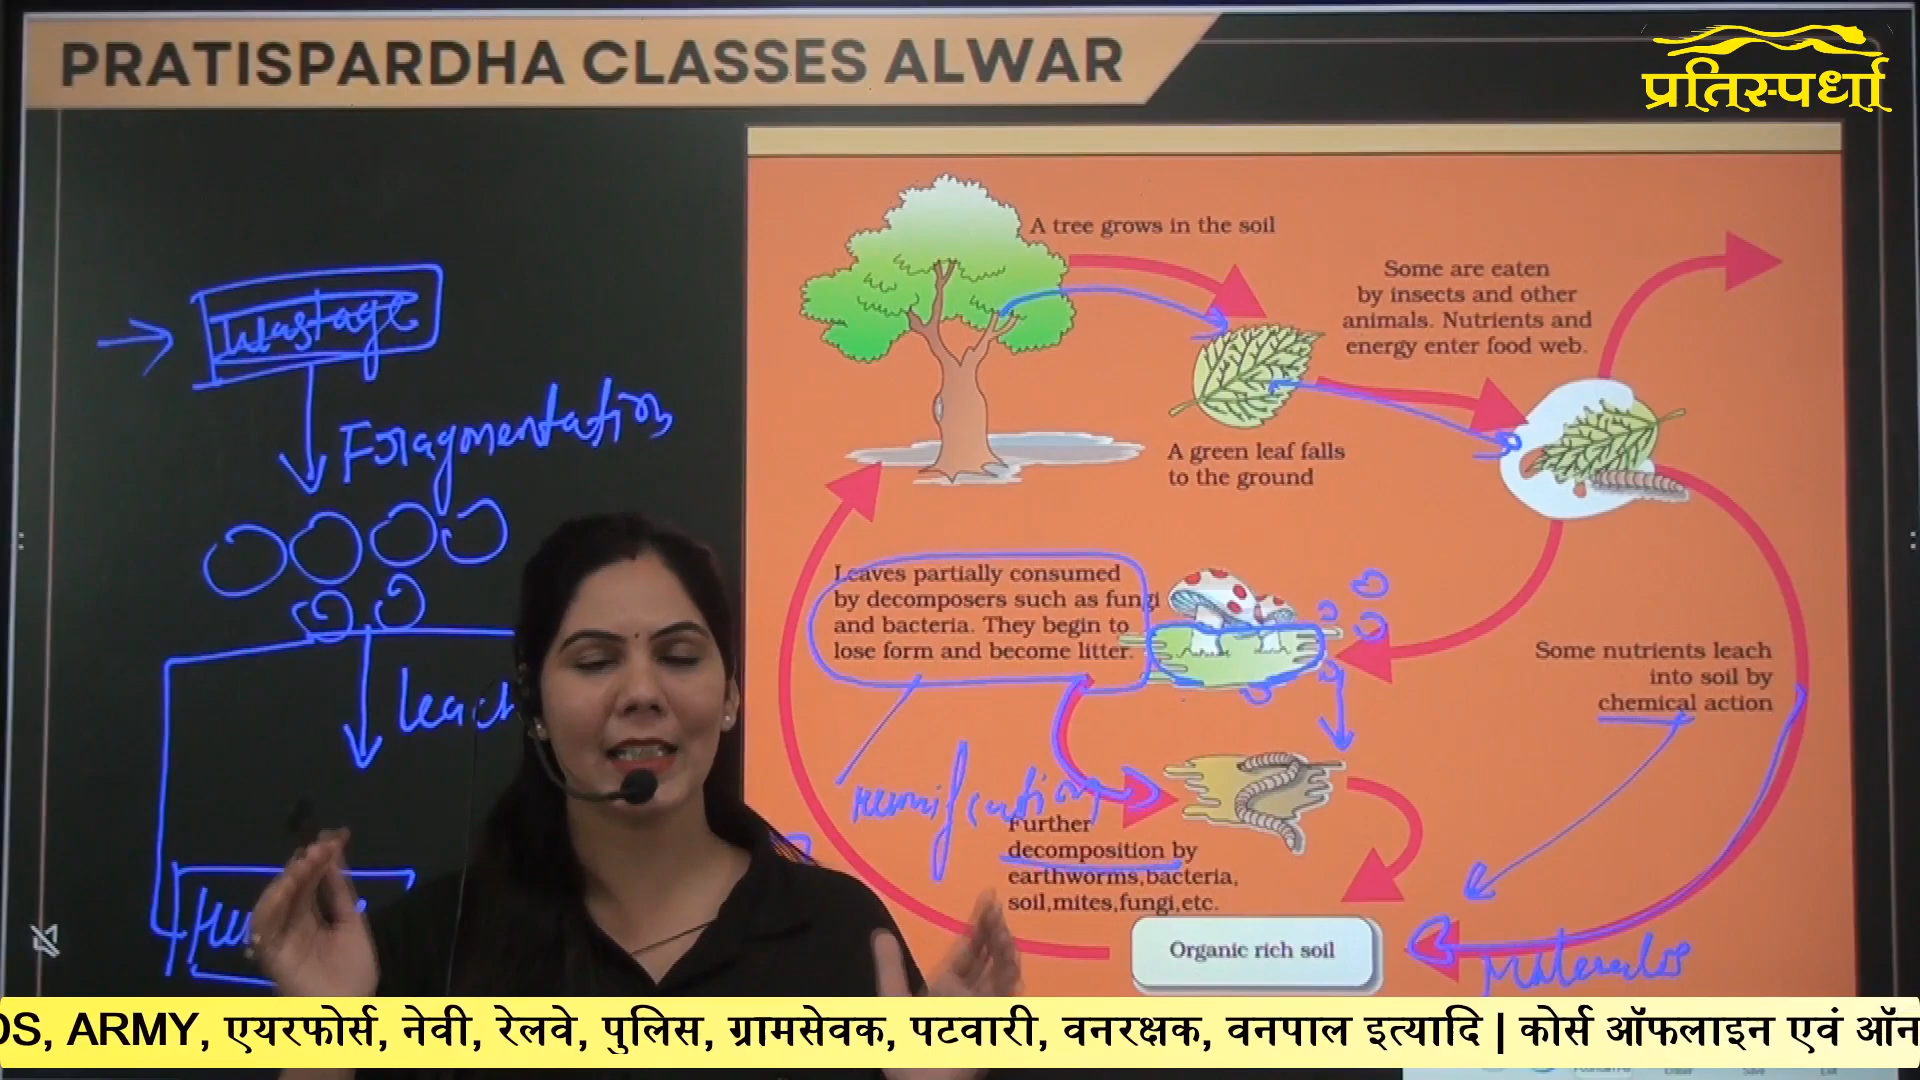 PRATISPARDHA CLASSES ALWAR
प्रतिस्पर्धा
Wastage
Fragmentation
Leach
A tree grows in the soil
Some are eaten
by insects and other
animals. Nutrients and
energy enter food web.
A green leaf falls
to the ground
Leaves partially consumed
by decomposers such as fungi
and bacteria. They begin to
lose form and become litter.
Some nutrients leach
into soil by
chemical action
Humification
Further
decomposition by
earthworms,bacteria,
soil,mites,fungi,etc.
Organic rich soil
DS, ARMY, एयरफोर्स, नेवी, रेलवे, पुलिस, ग्रामसेवक, पटवारी, वनरक्षक, वनपाल इत्यादि | कोर्स ऑफलाइन एवं ऑन